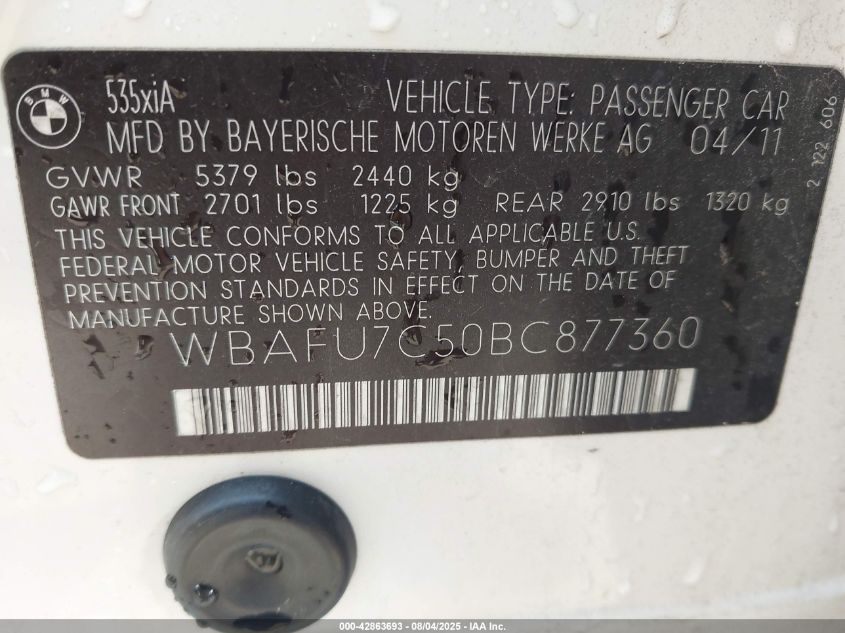 BMW
535xiA
VEHICLE TYPE: PASSENGER CAR
MFD BY BAYERISCHE MOTOREN WERKE AG 04/11
GVWR 5379 lbs 2440 kg
GAWR FRONT 2701 lbs 1225 kg REAR 2910 lbs 1320 kg
THIS VEHICLE CONFORMS TO ALL APPLICABLE U.S.
FEDERAL MOTOR VEHICLE SAFETY, BUMPER AND THEFT
PREVENTION STANDARDS IN EFFECT ON THE DATE OF
MANUFACTURE SHOWN ABOVE.
WBAFU7C50BC877360
2 122 606
000-42863693 - 08/04/2025 - IAA Inc.